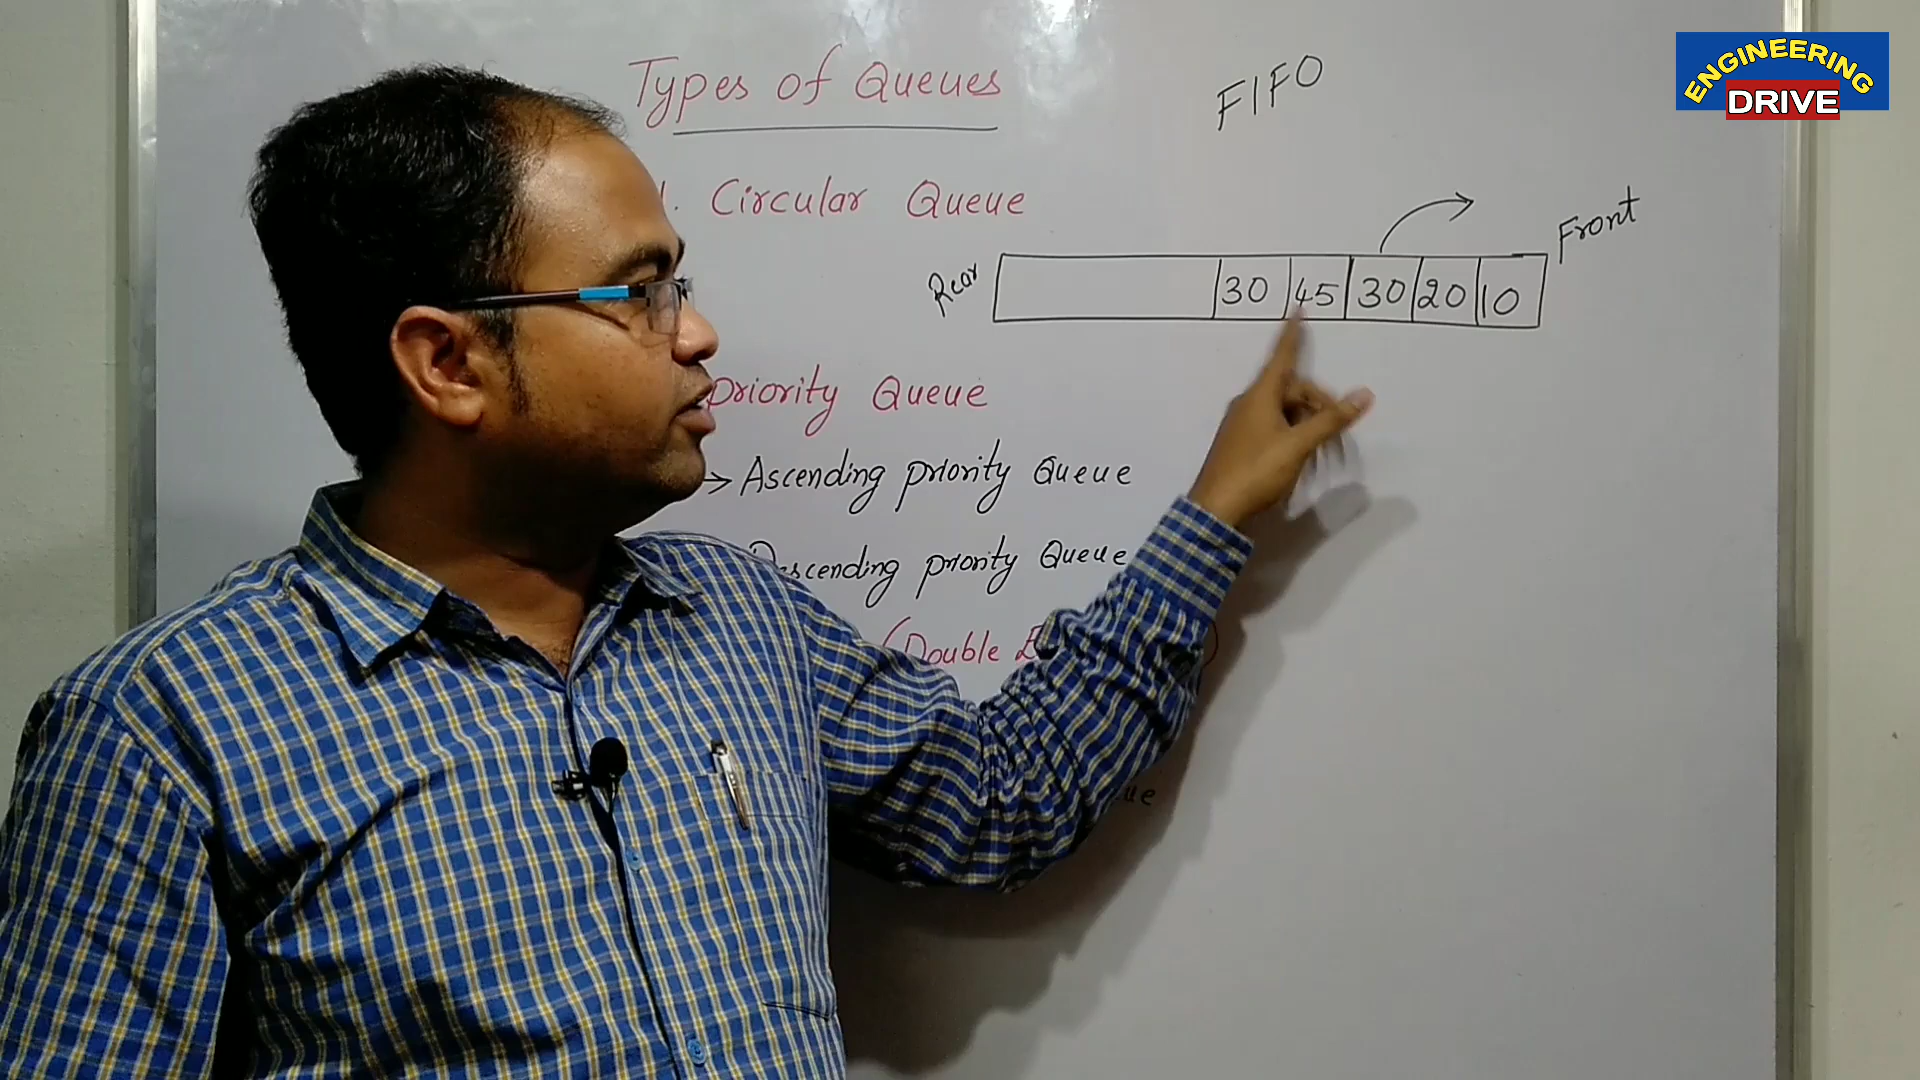 Types of Queues
FIFO
ENGINEERING
DRIVE
1. Circular Queue
Rear
30 45 30 20 10
Front
priority Queue
→ Ascending priority Queue
Descending priority Queue
(Double )